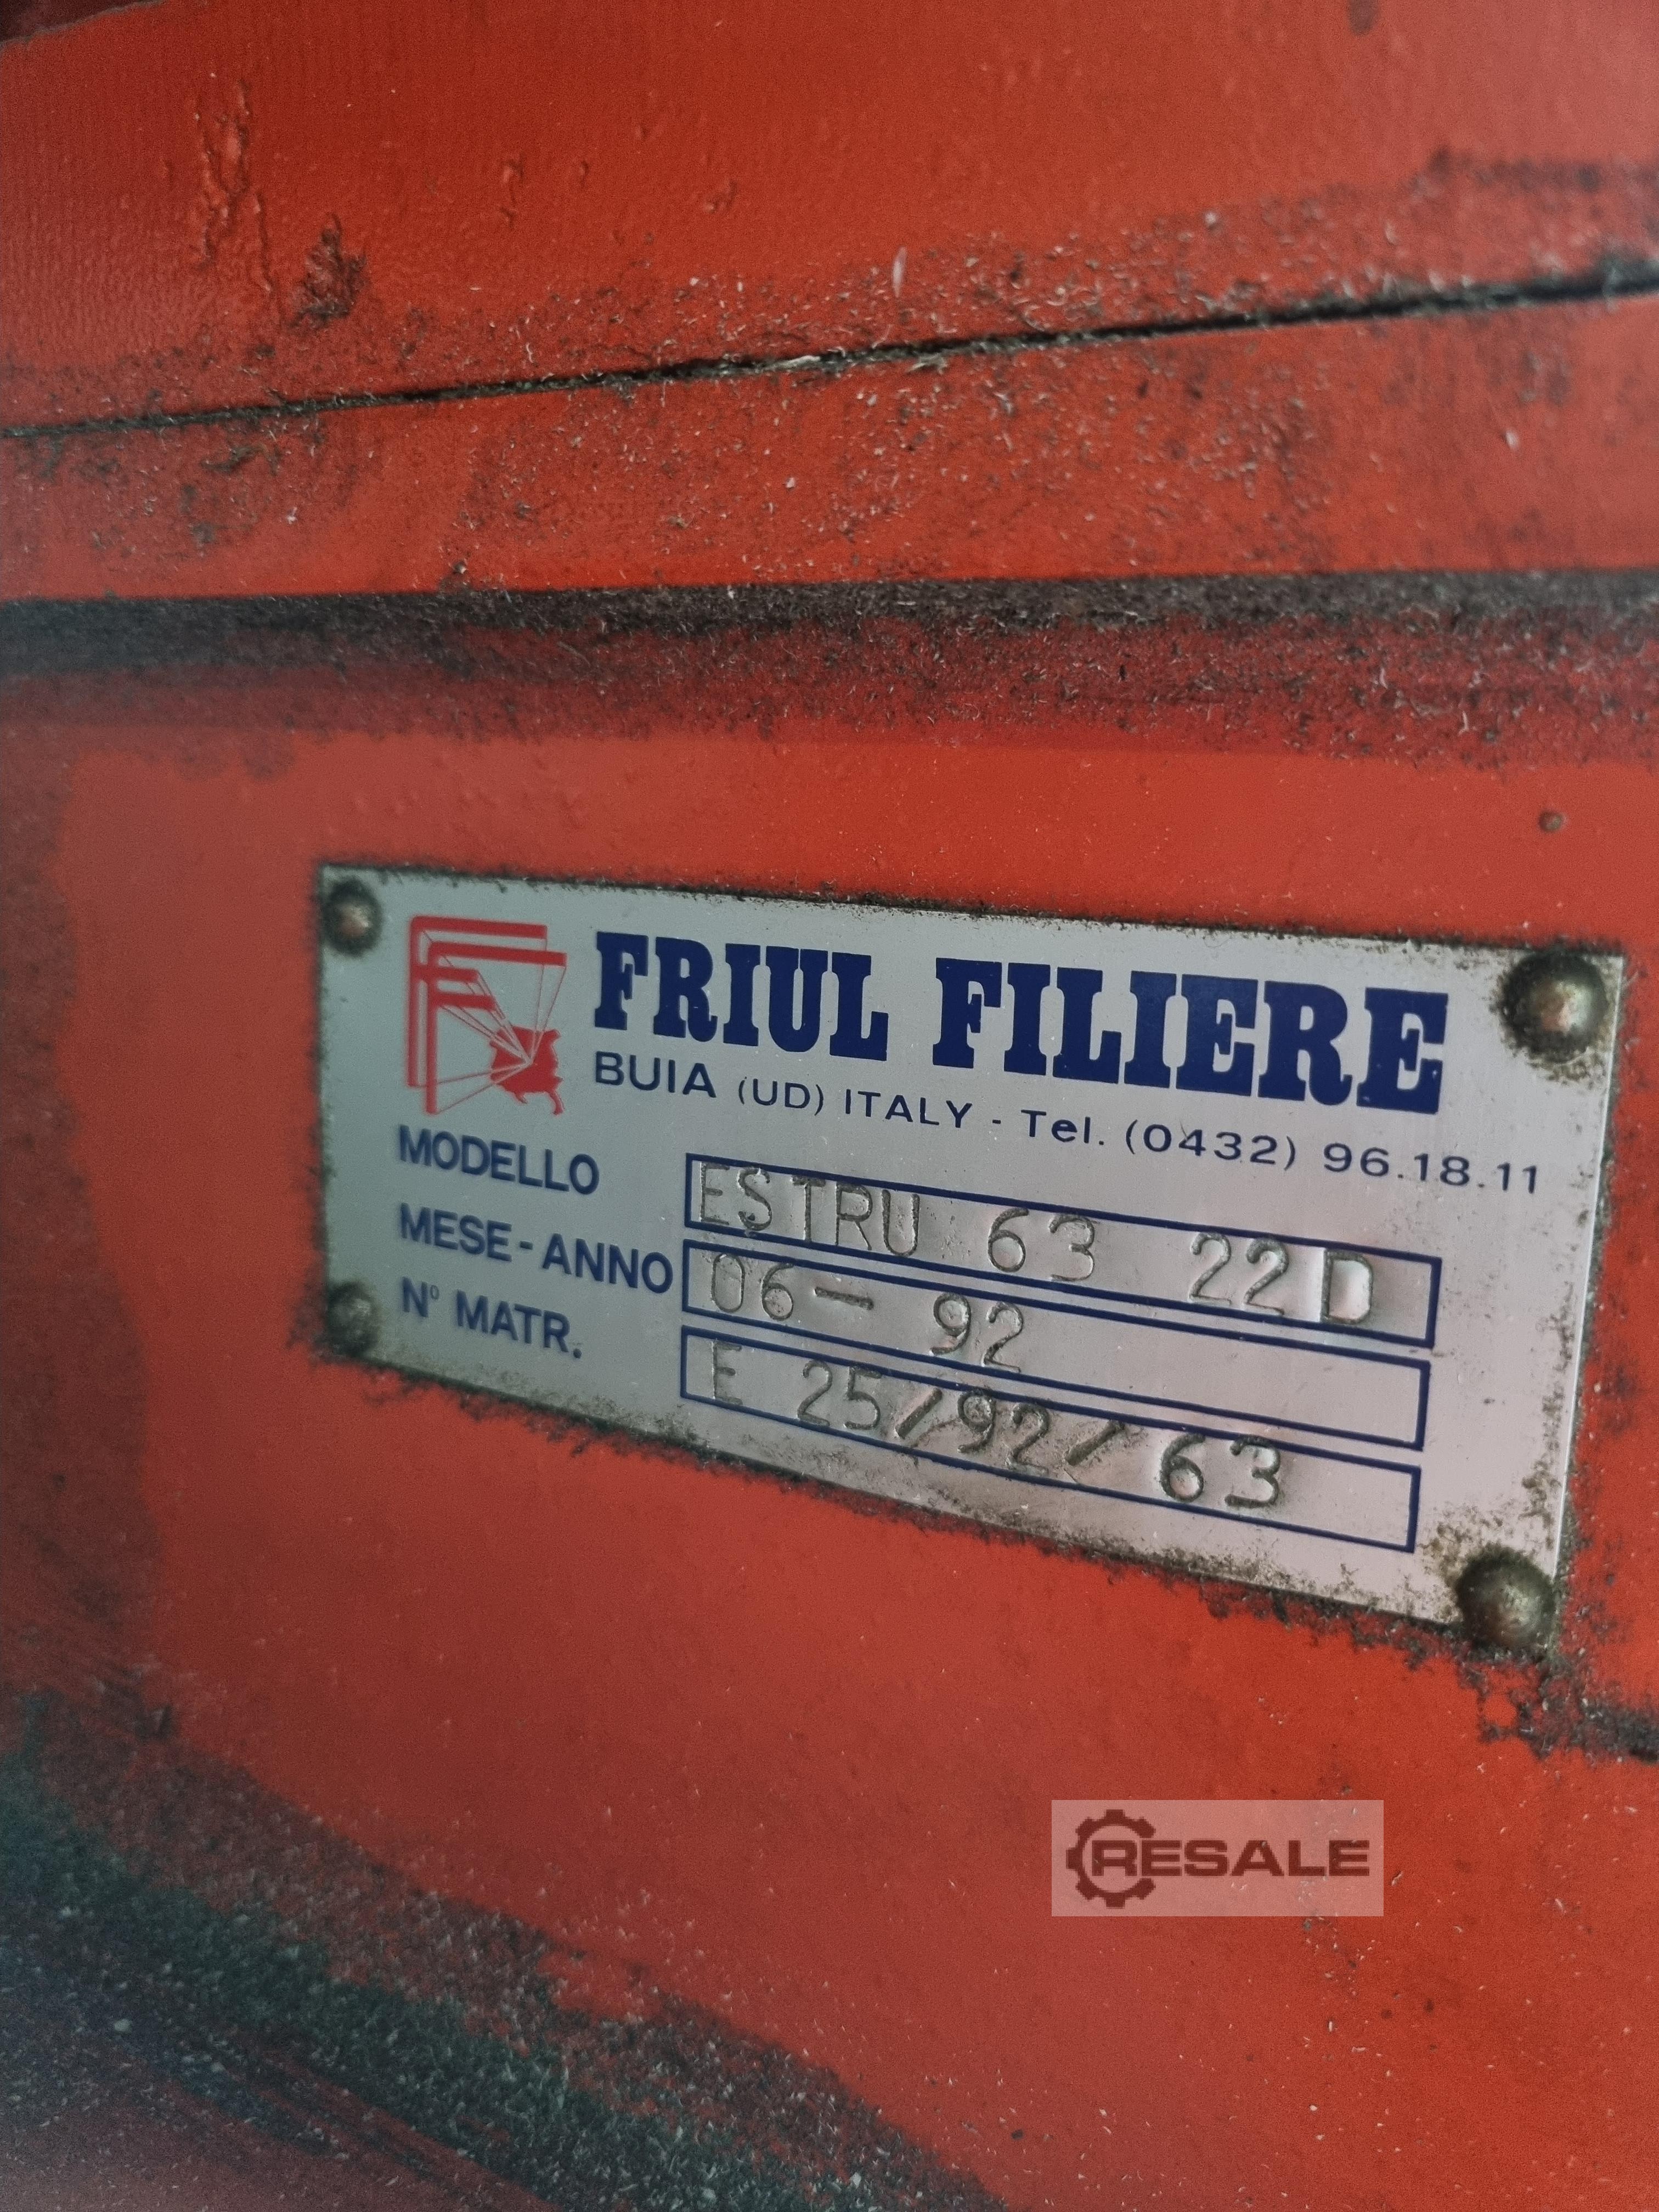 FRIUL FILIERE
BUIA (UD) ITALY - Tel. (0432) 96.18.11
MODELLO ESTRU 63 22D
MESE-ANNO 06- 92
N° MATR. E 25/92/63
RESALE